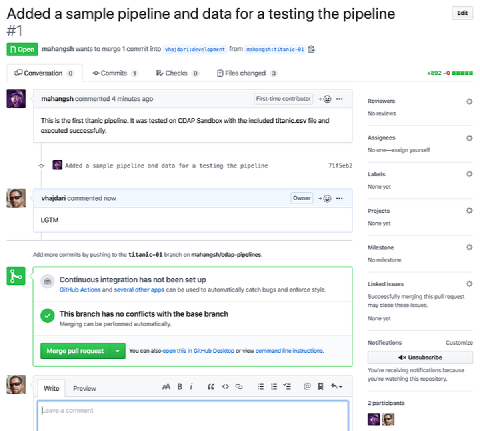 Added a sample pipeline and data for a testing the pipeline
#1
Edit
Open
mahangsh wants to merge 1 commit into vhajdari:development from mahangsh:titanic-01
Conversation 0
Commits 1
Checks 0
Files changed 3
+892 −0
mahangsh commented 4 minutes ago
First-time contributor
This is the first titanic pipeline. It was tested on CDAP Sandbox with the included titanic.csv file and
executed successfully.
Added a sample pipeline and data for a testing the pipeline
71f5eb2
vhajdari commented now
Owner
LGTM
Add more commits by pushing to the titanic-01 branch on mahangsh/cdap-pipelines.
Continuous integration has not been set up
GitHub Actions and several other apps can be used to automatically catch bugs and enforce style.
This branch has no conflicts with the base branch
Merging can be performed automatically.
Merge pull request
You can also open this in GitHub Desktop or view command line instructions.
Write
Preview
AA B i
Leave a comment
Reviewers
No reviews
Assignees
No one—assign yourself
Labels
None yet
Projects
None yet
Milestone
No milestone
Linked issues
Successfully merging this pull request
may close these issues.
None yet
Notifications
Customize
Unsubscribe
You're receiving notifications because
you're watching this repository.
2 participants